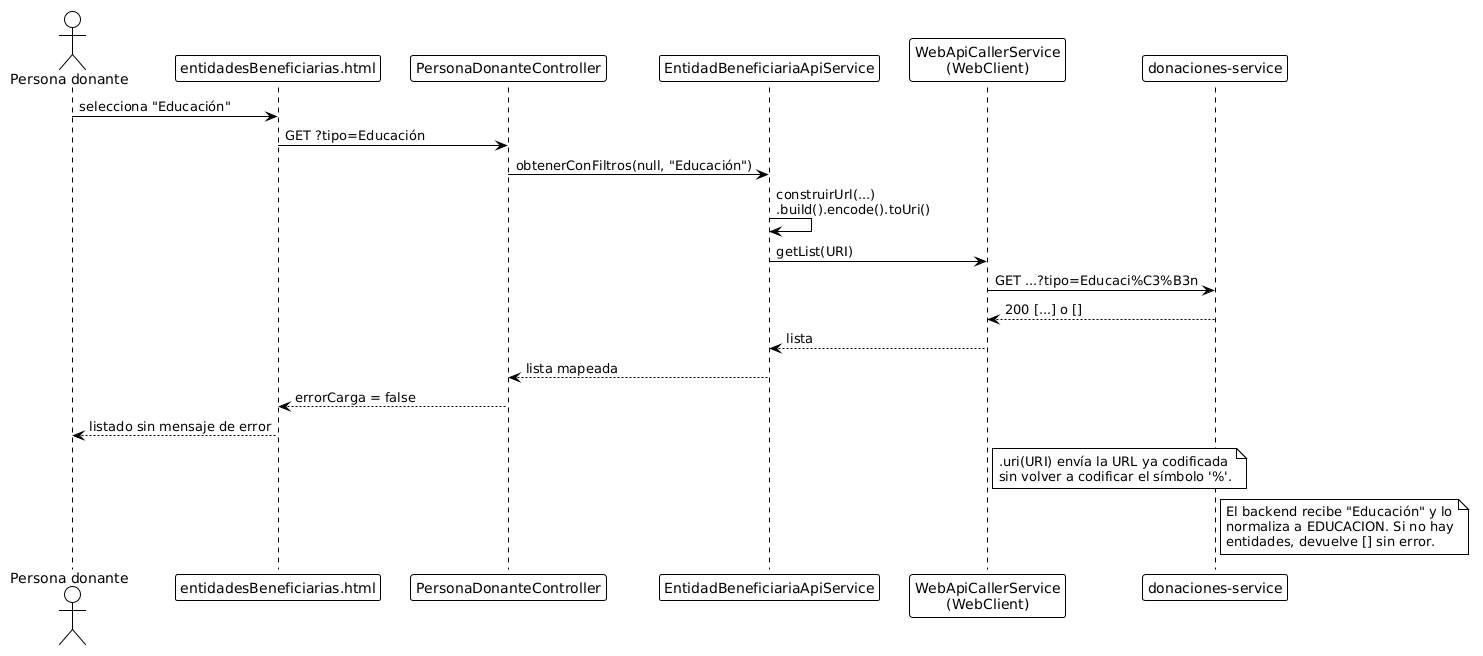 Persona donante
entidadesBeneficiarias.html
PersonaDonanteController
EntidadBeneficiariaApiService
WebApiCallerService
(WebClient)
donaciones-service
selecciona "Educación"
GET ?tipo=Educación
obtenerConFiltros(null, "Educación")
construirUrl(...)
.build().encode().toUri()
getList(URI)
GET ...?tipo=Educaci%C3%B3n
200 [...] o []
lista
lista mapeada
errorCarga = false
listado sin mensaje de error
.uri(URI) envía la URL ya codificada
sin volver a codificar el símbolo '%'.
El backend recibe "Educación" y lo
normaliza a EDUCACION. Si no hay
entidades, devuelve [] sin error.
Persona donante
entidadesBeneficiarias.html
PersonaDonanteController
EntidadBeneficiariaApiService
WebApiCallerService
(WebClient)
donaciones-service